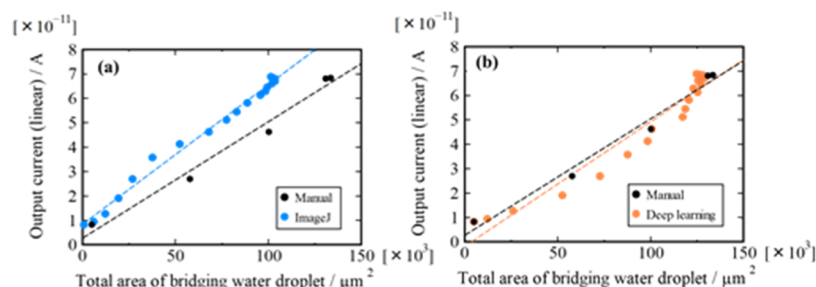 [×10⁻¹¹]
8
7
6
5
4
3
2
1
0
Output current (linear) / A
(a)
Manual
ImageJ
0 50 100 150
[×10³]
Total area of bridging water droplet / µm²
[×10⁻¹¹]
8
7
6
5
4
3
2
1
0
Output current (linear) / A
(b)
Manual
Deep learning
0 50 100 150
[×10³]
Total area of bridging water droplet / µm²